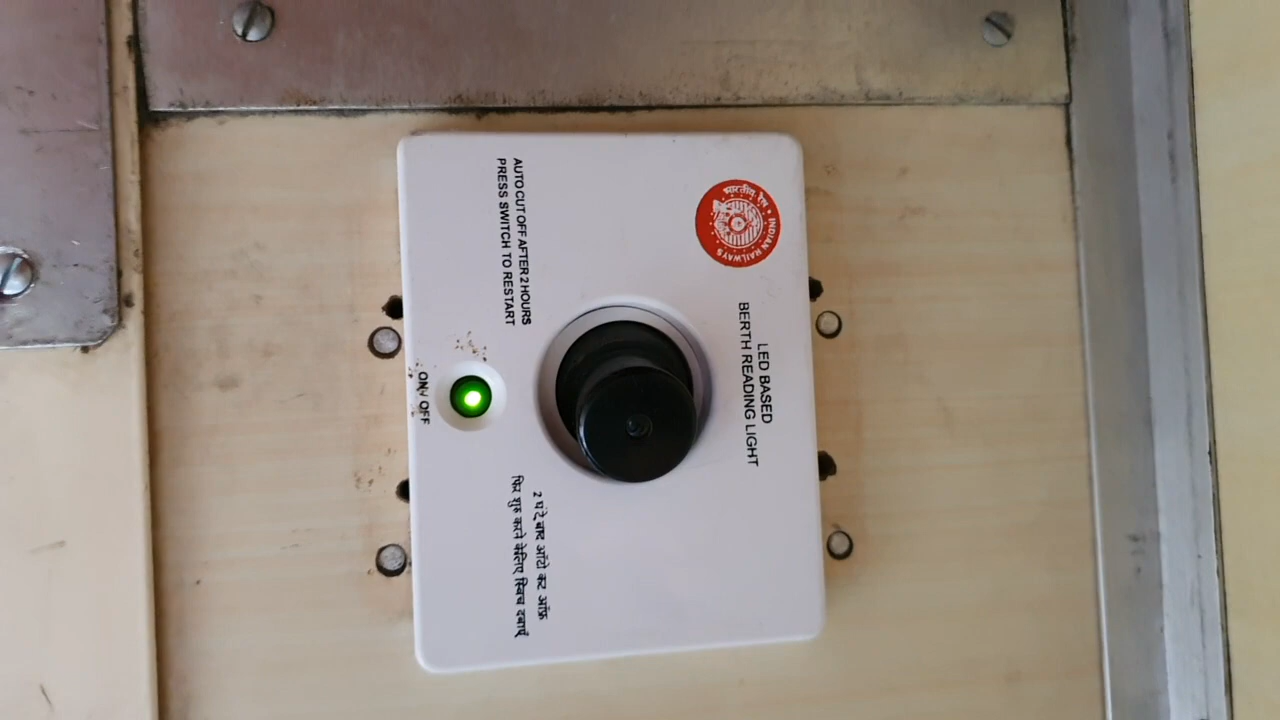 भारतीय रेल
INDIAN RAILWAYS
LED BASED
BERTH READING LIGHT
AUTO CUT OFF AFTER 2 HOURS
PRESS SWITCH TO RESTART
ON/ OFF
2 घंटे बाद ऑटो कट ऑफ़
फिर शुरु करने केलिए स्विच दबाएँ